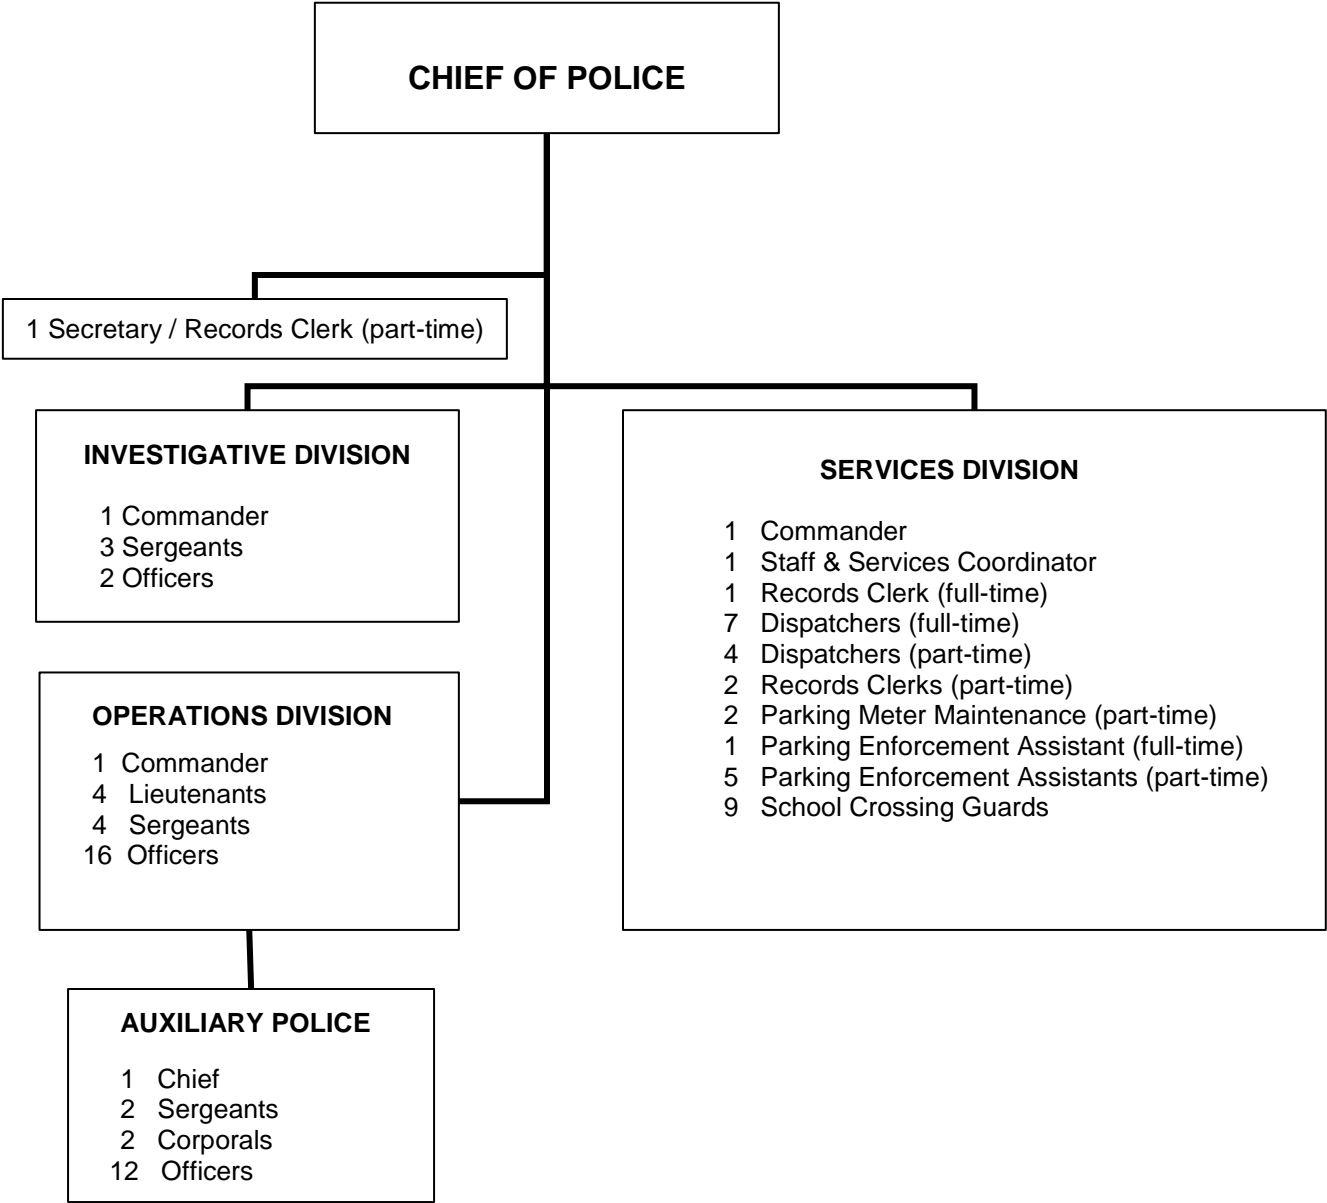 CHIEF OF POLICE
1 Secretary / Records Clerk (part-time)
INVESTIGATIVE DIVISION
1 Commander
3 Sergeants
2 Officers
SERVICES DIVISION
1 Commander
1 Staff & Services Coordinator
1 Records Clerk (full-time)
7 Dispatchers (full-time)
4 Dispatchers (part-time)
2 Records Clerks (part-time)
2 Parking Meter Maintenance (part-time)
1 Parking Enforcement Assistant (full-time)
5 Parking Enforcement Assistants (part-time)
9 School Crossing Guards
OPERATIONS DIVISION
1 Commander
4 Lieutenants
4 Sergeants
16 Officers
AUXILIARY POLICE
1 Chief
2 Sergeants
2 Corporals
12 Officers